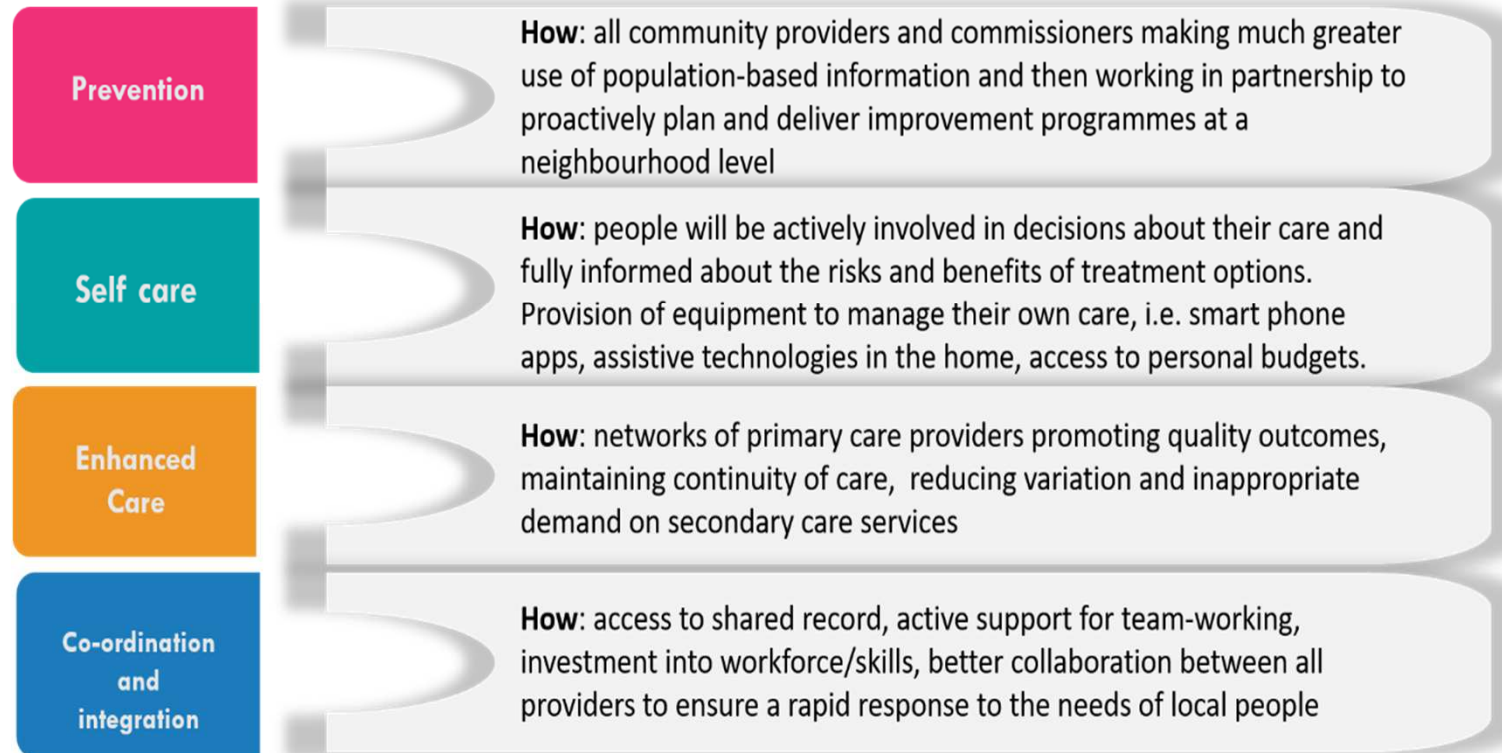 Prevention
How: all community providers and commissioners making much greater
use of population-based information and then working in partnership to
proactively plan and deliver improvement programmes at a
neighbourhood level
Self care
How: people will be actively involved in decisions about their care and
fully informed about the risks and benefits of treatment options.
Provision of equipment to manage their own care, i.e. smart phone
apps, assistive technologies in the home, access to personal budgets.
Enhanced
Care
How: networks of primary care providers promoting quality outcomes,
maintaining continuity of care,  reducing variation and inappropriate
demand on secondary care services
Co-ordination
and
integration
How: access to shared record, active support for team-working,
investment into workforce/skills, better collaboration between all
providers to ensure a rapid response to the needs of local people